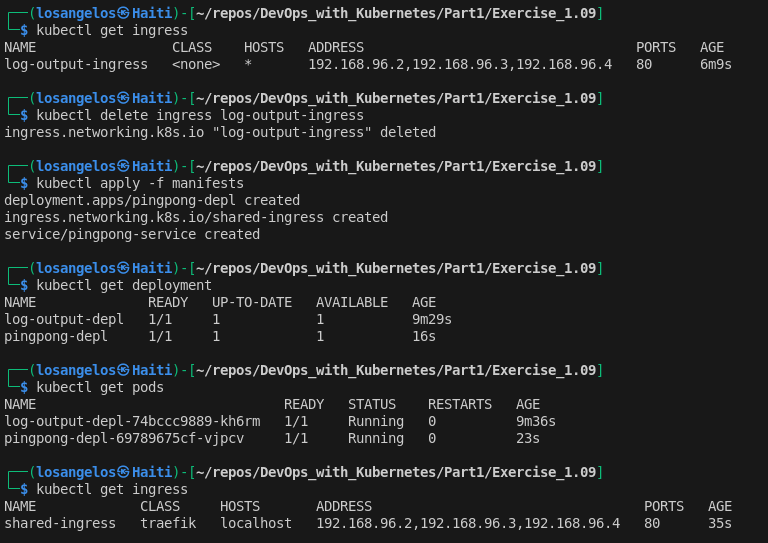 ┌──(losangelos㉿Haiti)-[~/repos/DevOps_with_Kubernetes/Part1/Exercise_1.09]
└─$ kubectl get ingress
NAME                 CLASS    HOSTS   ADDRESS                                  PORTS   AGE
log-output-ingress   <none>   *       192.168.96.2,192.168.96.3,192.168.96.4   80      6m9s
┌──(losangelos㉿Haiti)-[~/repos/DevOps_with_Kubernetes/Part1/Exercise_1.09]
└─$ kubectl delete ingress log-output-ingress
ingress.networking.k8s.io "log-output-ingress" deleted
┌──(losangelos㉿Haiti)-[~/repos/DevOps_with_Kubernetes/Part1/Exercise_1.09]
└─$ kubectl apply -f manifests
deployment.apps/pingpong-depl created
ingress.networking.k8s.io/shared-ingress created
service/pingpong-service created
┌──(losangelos㉿Haiti)-[~/repos/DevOps_with_Kubernetes/Part1/Exercise_1.09]
└─$ kubectl get deployment
NAME              READY   UP-TO-DATE   AVAILABLE   AGE
log-output-depl   1/1     1            1           9m29s
pingpong-depl     1/1     1            1           16s
┌──(losangelos㉿Haiti)-[~/repos/DevOps_with_Kubernetes/Part1/Exercise_1.09]
└─$ kubectl get pods
NAME                               READY   STATUS    RESTARTS   AGE
log-output-depl-74bccc9889-kh6rm   1/1     Running   0          9m36s
pingpong-depl-69789675cf-vjpcv     1/1     Running   0          23s
┌──(losangelos㉿Haiti)-[~/repos/DevOps_with_Kubernetes/Part1/Exercise_1.09]
└─$ kubectl get ingress
NAME             CLASS     HOSTS       ADDRESS                                  PORTS   AGE
shared-ingress   traefik   localhost   192.168.96.2,192.168.96.3,192.168.96.4   80      35s